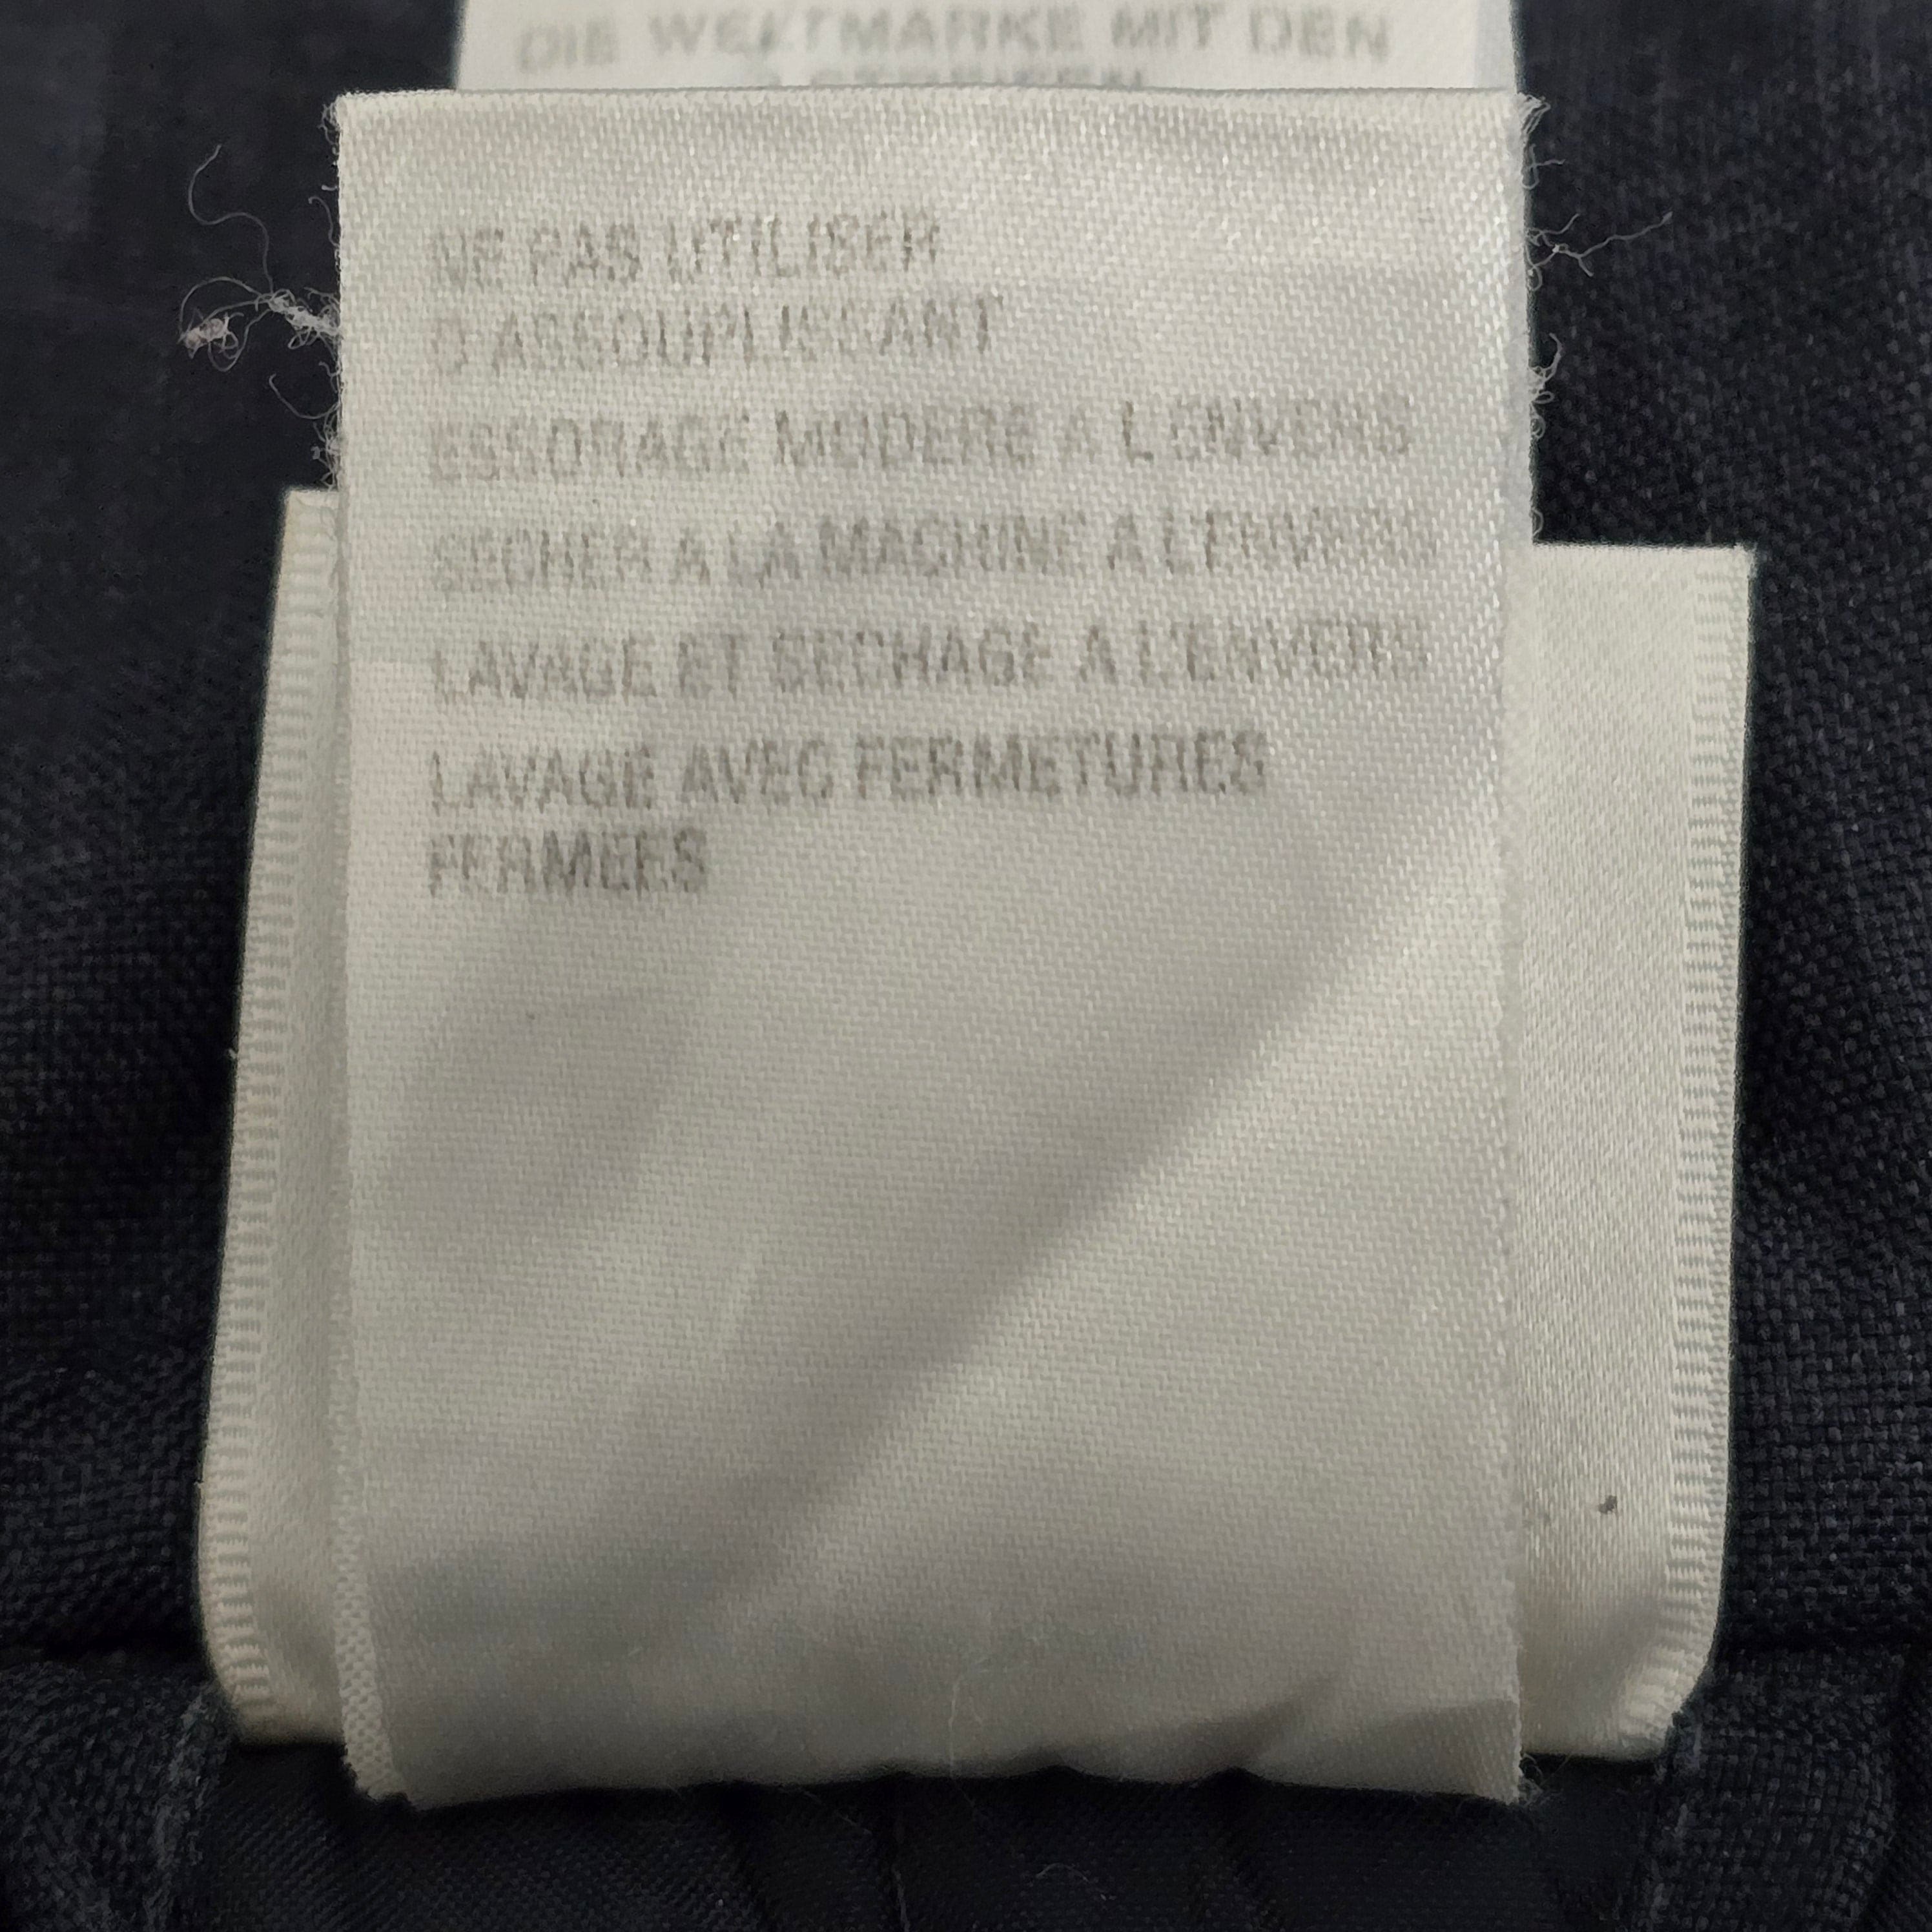 DIE WELTMARKE MIT DEN
NE PAS UTILISER
D ASSOUPLISSANT
ESSORAGE MODERE A L ENVERS
SECHER A LA MACHINE A L'ENVERS
LAVAGE ET SECHAGE A L'ENVERS
LAVAGE AVEC FERMETURES
FERMEES